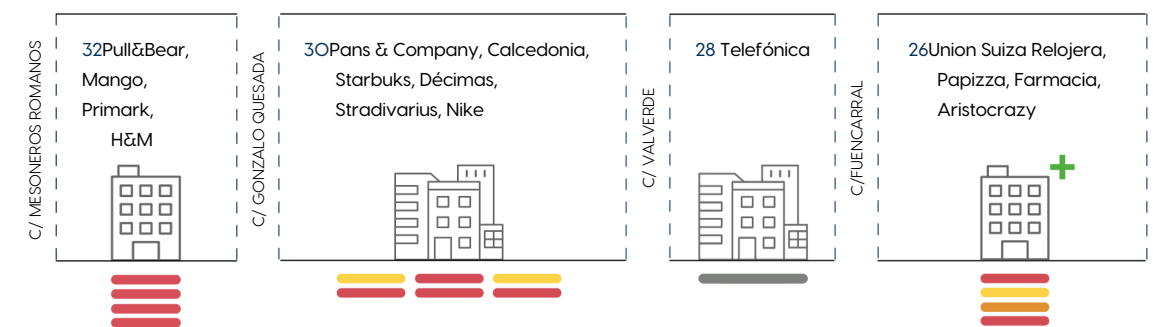 C/ MESONEROS ROMANOS
32Pull&Bear,
Mango,
Primark,
H&M
C/ GONZALO QUESADA
30Pans & Company, Calcedonia,
Starbuks, Décimas,
Stradivarius, Nike
C/ VALVERDE
28 Telefónica
C/FUENCARRAL
26Union Suiza Relojera,
Papizza, Farmacia,
Aristocrazy